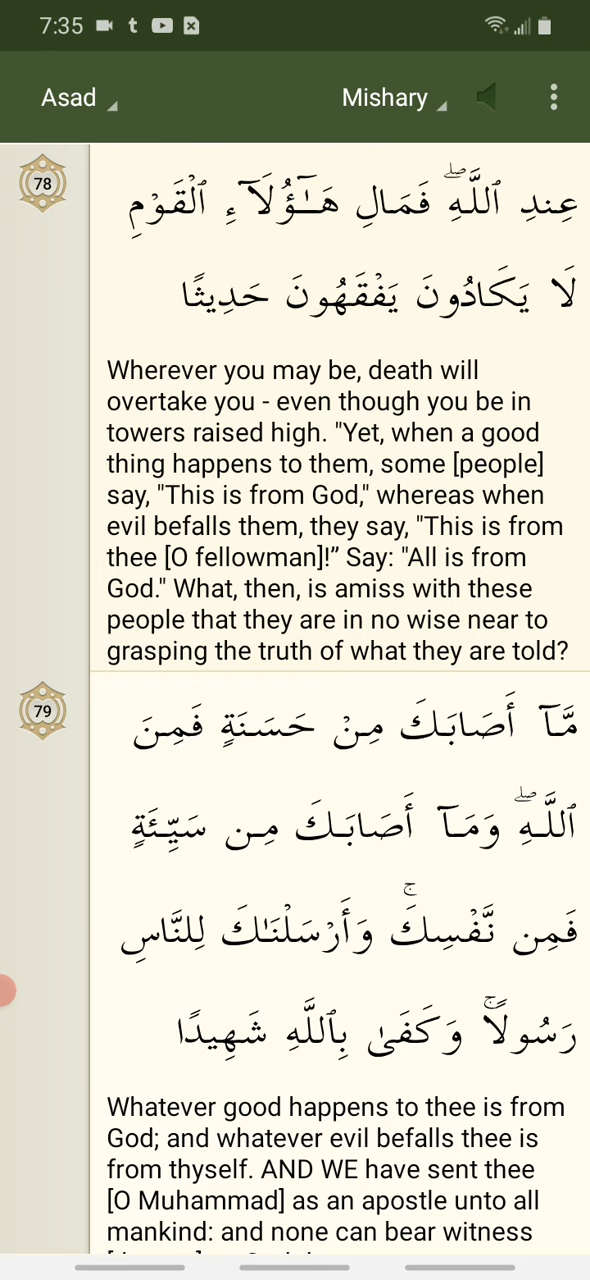 7:35
Asad
Mishary
78
عِندِ ٱللَّهِ ۖ فَمَالِ هَـٰٓؤُلَآءِ ٱلْقَوْمِ
لَا يَكَادُونَ يَفْقَهُونَ حَدِيثًا
Wherever you may be, death will
overtake you - even though you be in
towers raised high. "Yet, when a good
thing happens to them, some [people]
say, "This is from God," whereas when
evil befalls them, they say, "This is from
thee [O fellowman]!” Say: "All is from
God." What, then, is amiss with these
people that they are in no wise near to
grasping the truth of what they are told?
79
مَّآ أَصَابَكَ مِنْ حَسَنَةٍ فَمِنَ
ٱللَّهِ ۖ وَمَآ أَصَابَكَ مِن سَيِّئَةٍ
فَمِن نَّفْسِكَ ۚ وَأَرْسَلْنَـٰكَ لِلنَّاسِ
رَسُولًا ۚ وَكَفَىٰ بِٱللَّهِ شَهِيدًا
Whatever good happens to thee is from
God; and whatever evil befalls thee is
from thyself. AND WE have sent thee
[O Muhammad] as an apostle unto all
mankind: and none can bear witness